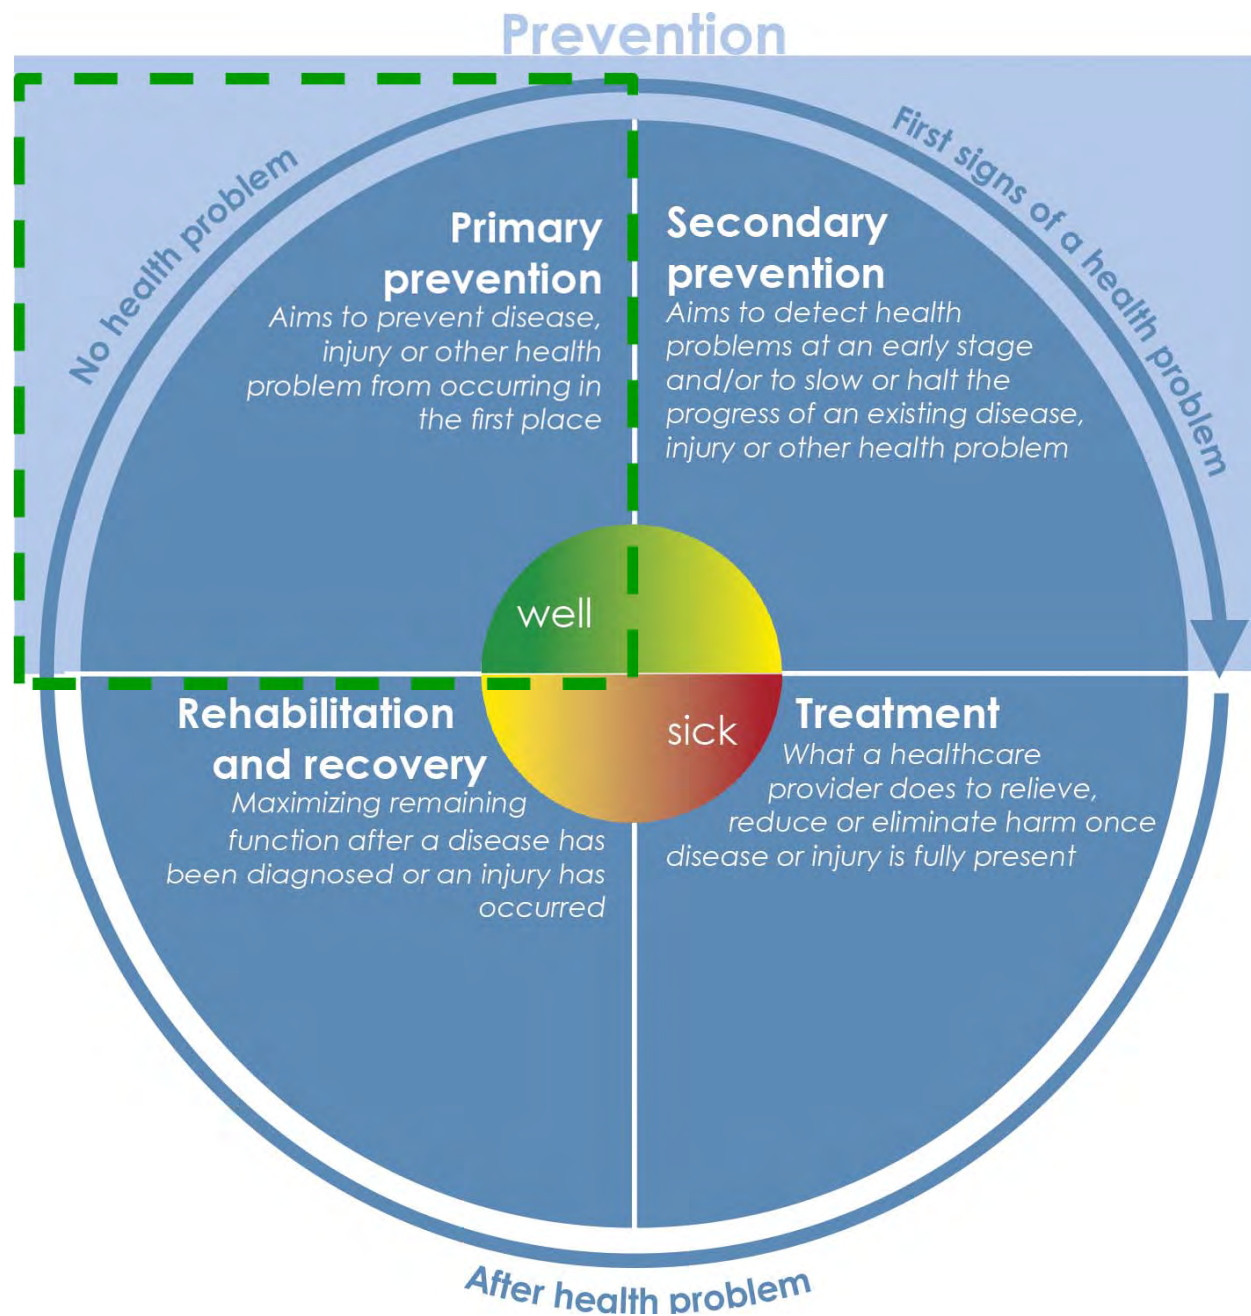 Prevention
No health problem
First signs of a health problem
Primary
prevention
Aims to prevent disease,
injury or other health
problem from occurring in
the first place
Secondary
prevention
Aims to detect health
problems at an early stage
and/or to slow or halt the
progress of an existing disease,
injury or other health problem
well
sick
Rehabilitation
and recovery
Maximizing remaining
function after a disease has
been diagnosed or an injury has
occurred
Treatment
What a healthcare
provider does to relieve,
reduce or eliminate harm once
disease or injury is fully present
After health problem